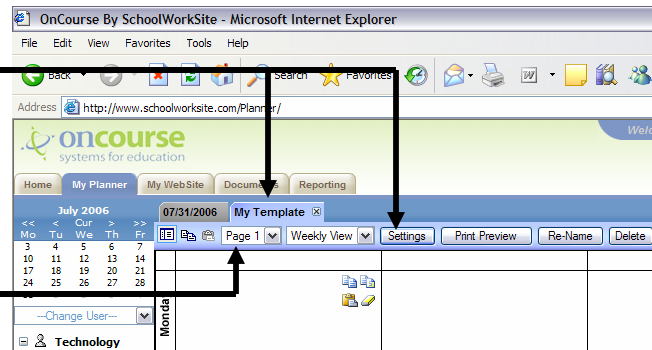 OnCourse By SchoolWorkSite - Microsoft Internet Explorer
File Edit View Favorites Tools Help
Back Search Favorites
Address http://www.schoolworksite.com/Planner/
oncourse
systems for education
Home My Planner My WebSite Documents Reporting
July 2006
<< < Cur > >>
Mo Tu We Th Fr
3 4 5 6 7
10 11 12 13 14
17 18 19 20 21
24 25 26 27 28
---Change User---
Technology
07/31/2006 My Template
Page 1 Weekly View Settings Print Preview Re-Name Delete
Monday